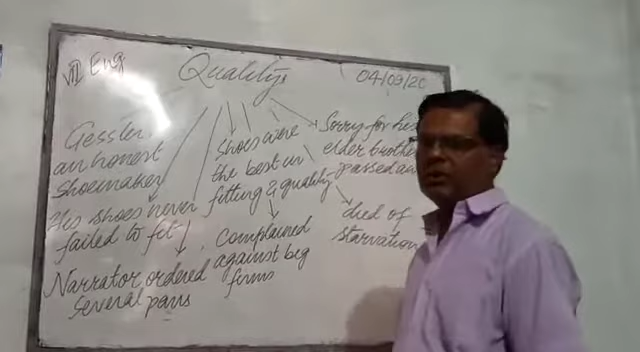 VII Eng
Quality
04/09/20
Gessler,
an honest
shoemaker
His shoes never
failed to fit
Narrator ordered
several pairs
Shoes were
the best in
fitting & quality
Complained
against big
firms
Sorry for his
elder brother
passed
died of
starvation